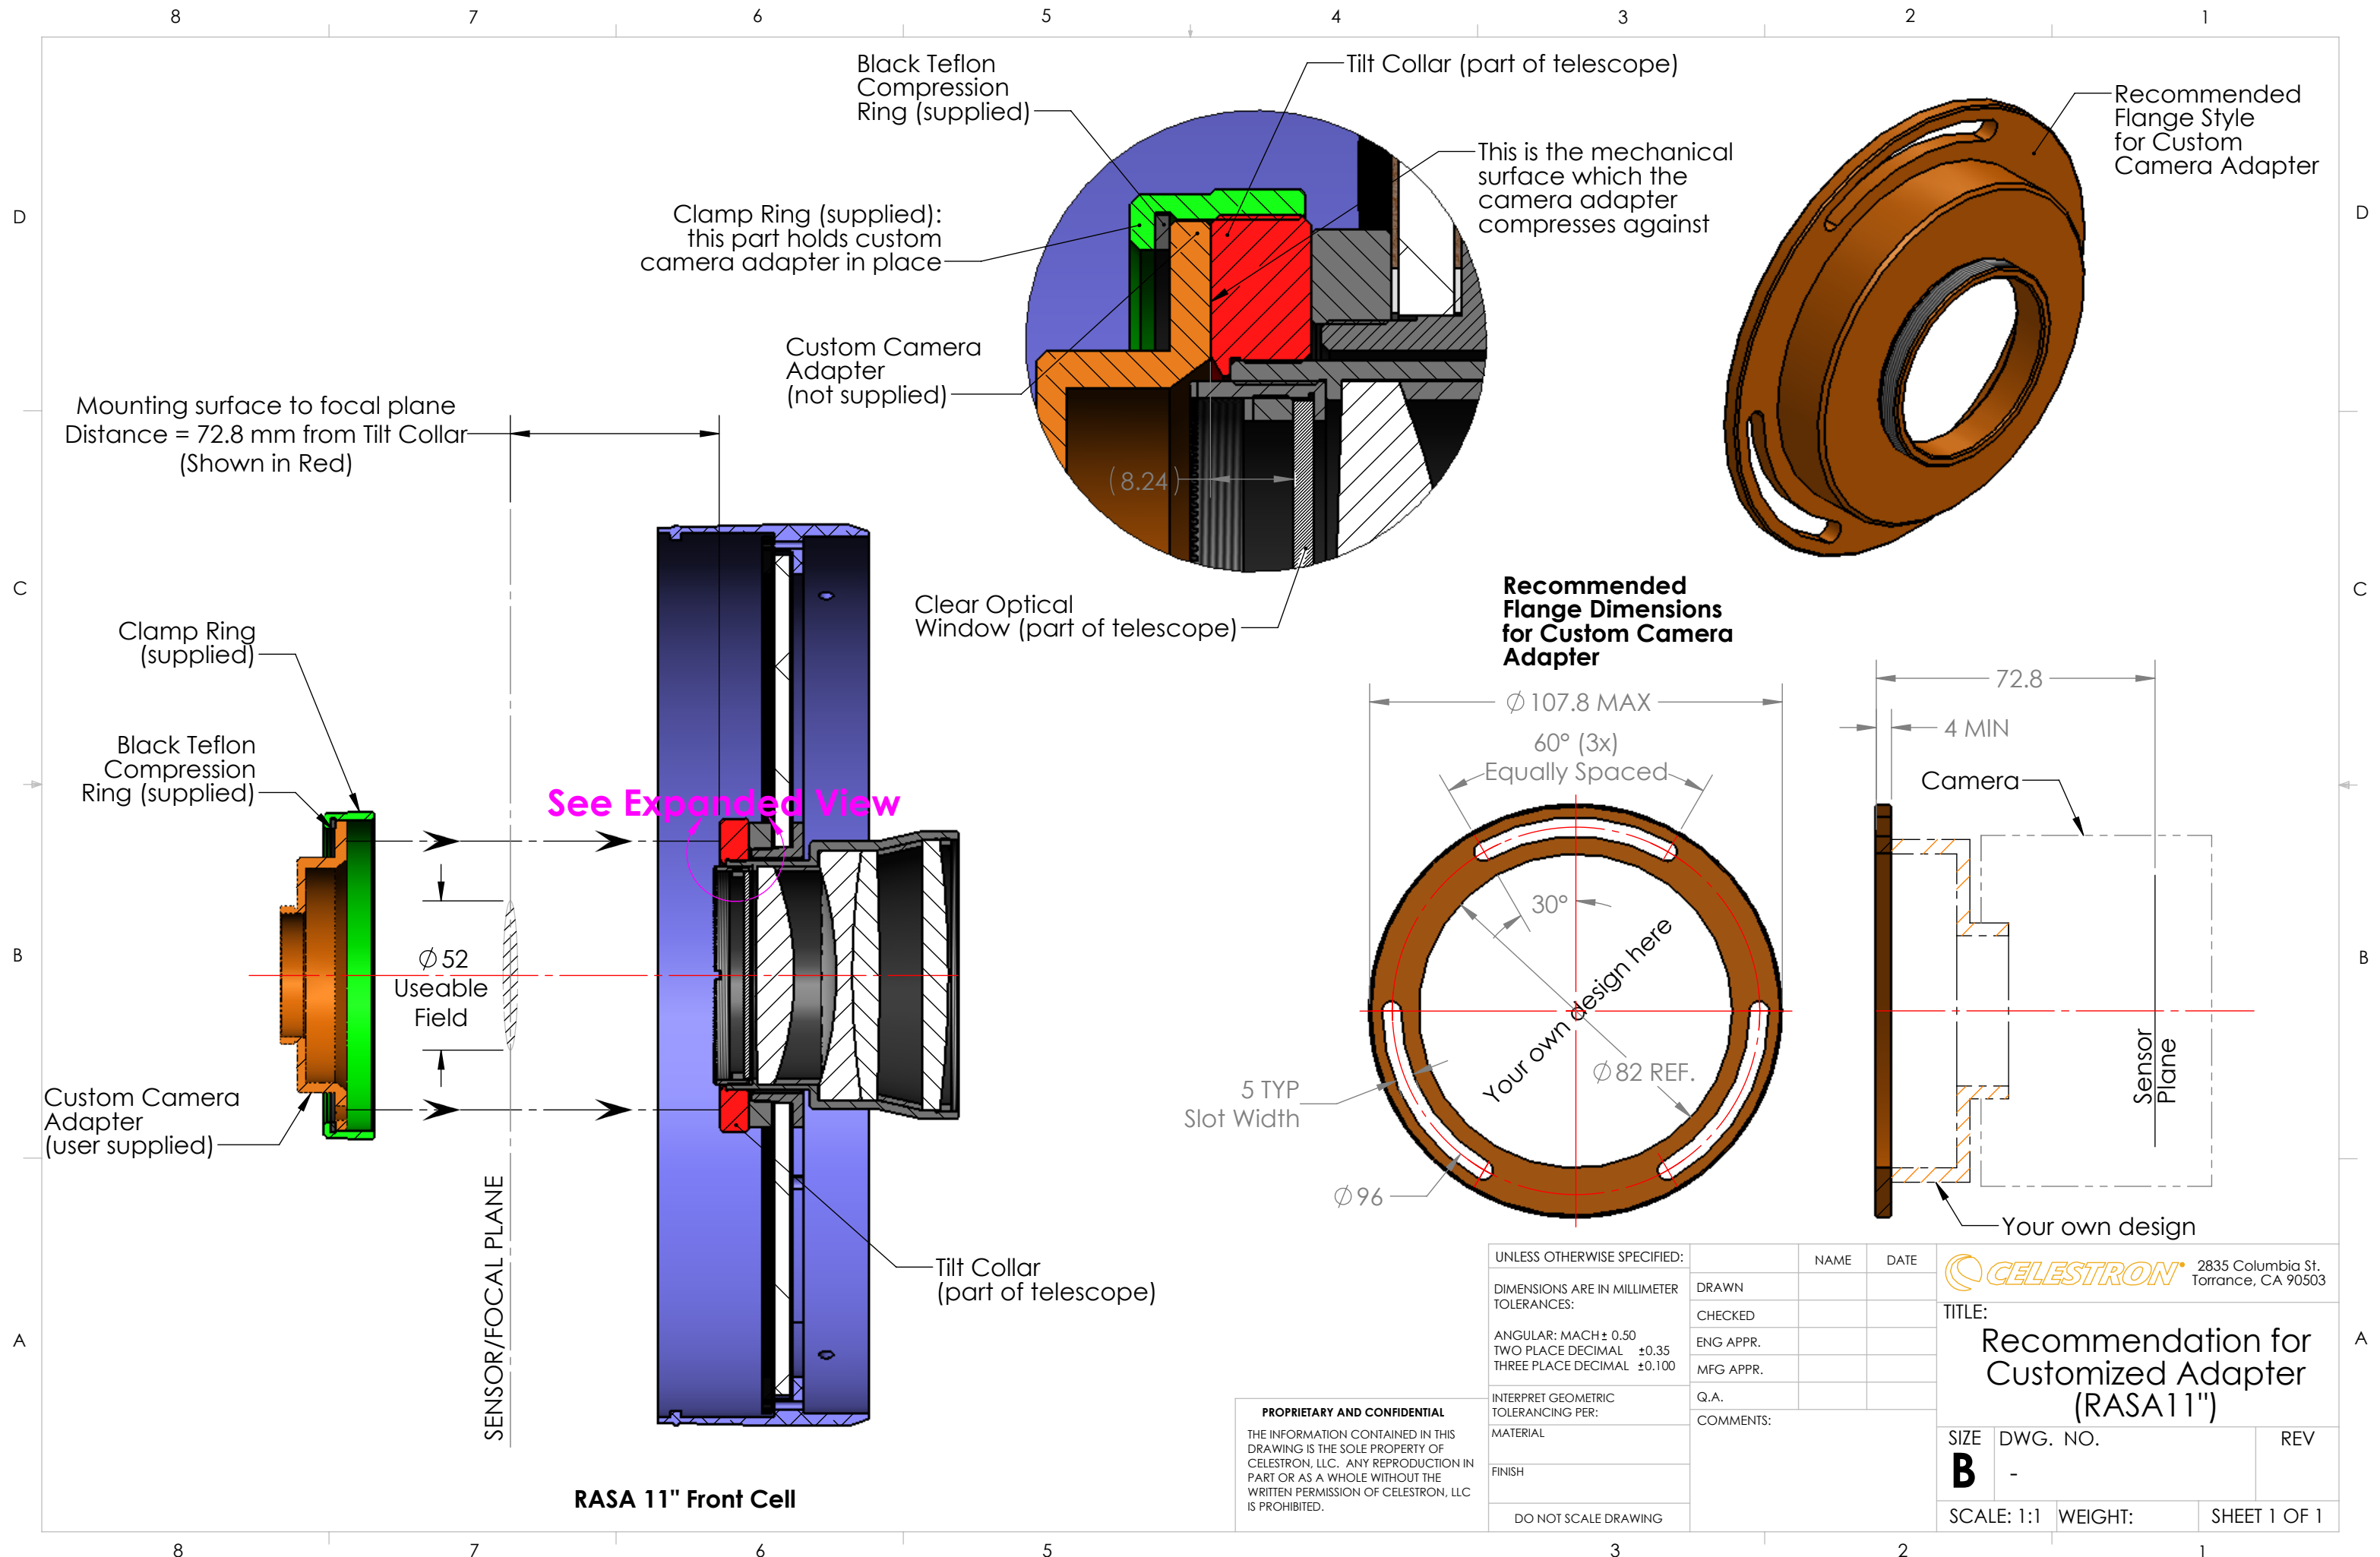 8 7 6 5 4 3 2 1
D
D
C
C
B
B
A
A
Black Teflon
Compression
Ring (supplied)
Tilt Collar (part of telescope)
Recommended
Flange Style
for Custom
Camera Adapter
This is the mechanical
surface which the
camera adapter
compresses against
Clamp Ring (supplied):
this part holds custom
camera adapter in place
Custom Camera
Adapter
(not supplied)
Mounting surface to focal plane
Distance = 72.8 mm from Tilt Collar
(Shown in Red)
(8.24)
Clear Optical
Window (part of telescope)
Recommended
Flange Dimensions
for Custom Camera
Adapter
Clamp Ring
(supplied)
Black Teflon
Compression
Ring (supplied)
See Expanded View
∅52
Useable
Field
Custom Camera
Adapter
(user supplied)
SENSOR/FOCAL PLANE
Tilt Collar
(part of telescope)
RASA 11" Front Cell
∅107.8 MAX
60° (3x)
Equally Spaced
30°
Your own design here
∅82 REF.
5 TYP
Slot Width
∅96
72.8
4 MIN
Camera
Sensor
Plane
Your own design
PROPRIETARY AND CONFIDENTIAL
THE INFORMATION CONTAINED IN THIS
DRAWING IS THE SOLE PROPERTY OF
CELESTRON, LLC. ANY REPRODUCTION IN
PART OR AS A WHOLE WITHOUT THE
WRITTEN PERMISSION OF CELESTRON, LLC
IS PROHIBITED.
UNLESS OTHERWISE SPECIFIED:
DIMENSIONS ARE IN MILLIMETER
TOLERANCES:
ANGULAR: MACH± 0.50
TWO PLACE DECIMAL ±0.35
THREE PLACE DECIMAL ±0.100
INTERPRET GEOMETRIC
TOLERANCING PER:
MATERIAL
FINISH
DO NOT SCALE DRAWING
NAME DATE
DRAWN
CHECKED
ENG APPR.
MFG APPR.
Q.A.
COMMENTS:
CELESTRON
2835 Columbia St.
Torrance, CA 90503
TITLE:
Recommendation for
Customized Adapter
(RASA11")
SIZE DWG. NO. REV
B -
SCALE: 1:1 WEIGHT: SHEET 1 OF 1
8 7 6 5 3 2 1